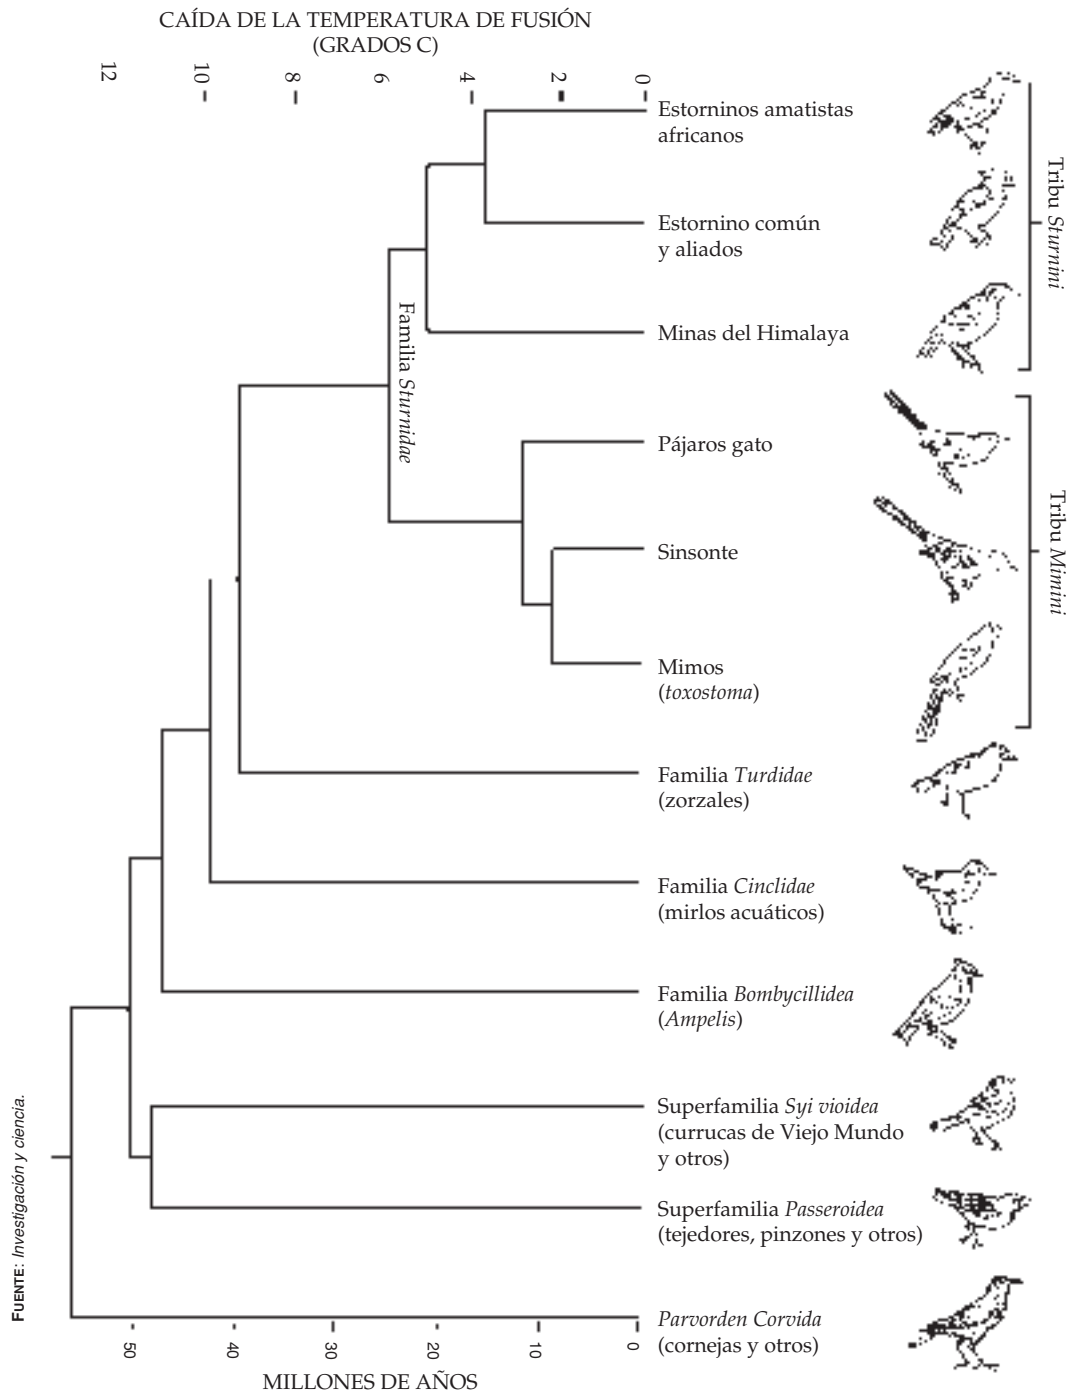 CAÍDA DE LA TEMPERATURA DE FUSIÓN
(GRADOS C)
12
10
8
6
4
2
0
Estorninos amatistas
africanos
Estornino común
y aliados
Minas del Himalaya
Tribu Sturnini
Familia Sturnidae
Pájaros gato
Sinsonte
Mimos
(toxostoma)
Tribu Mimini
Familia Turdidae
(zorzales)
Familia Cinclidae
(mirlos acuáticos)
Familia Bombycillidea
(Ampelis)
Superfamilia Syi vioidea
(currucas de Viejo Mundo
y otros)
Superfamilia Passeroidea
(tejedores, pinzones y otros)
Parvorden Corvida
(cornejas y otros)
50
40
30
20
10
0
MILLONES DE AÑOS
FUENTE: Investigación y ciencia.